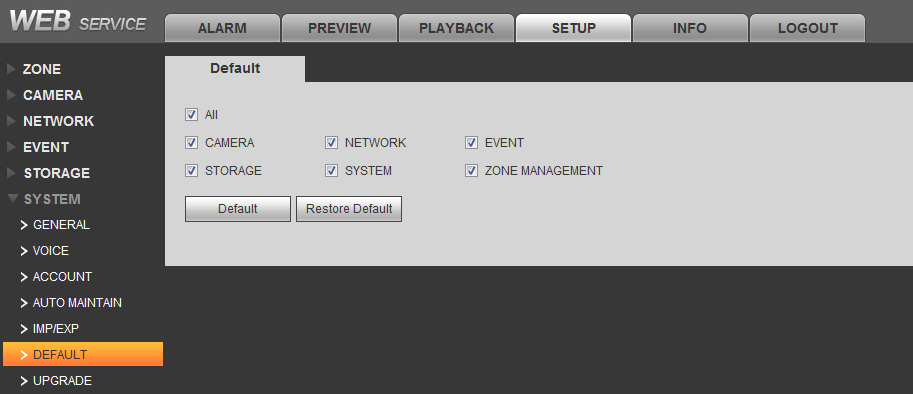 WEB SERVICE
ALARM PREVIEW PLAYBACK SETUP INFO LOGOUT
ZONE
CAMERA
NETWORK
EVENT
STORAGE
SYSTEM
GENERAL
VOICE
ACCOUNT
AUTO MAINTAIN
IMP/EXP
DEFAULT
UPGRADE
Default
All
CAMERA NETWORK EVENT
STORAGE SYSTEM ZONE MANAGEMENT
Default Restore Default